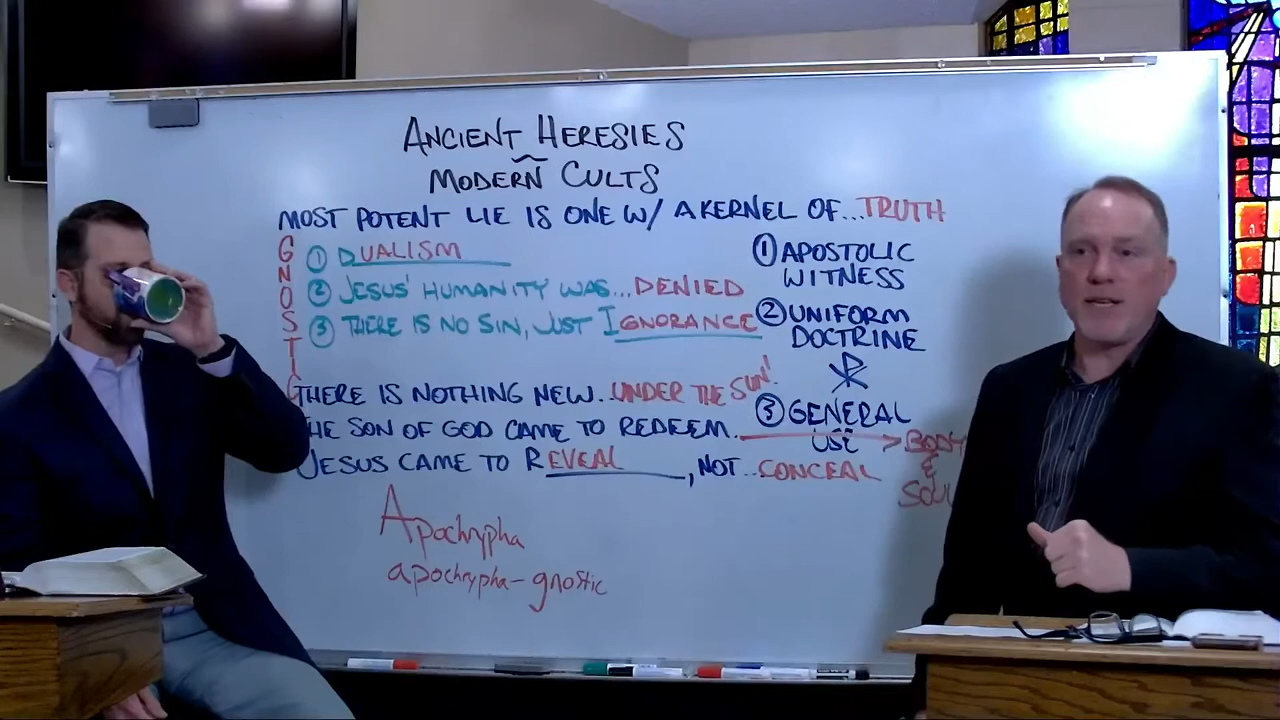 ANCIENT HERESIES
~
MODERN CULTS
MOST POTENT LIE IS ONE W/ A KERNEL OF...TRUTH
GNOSTIC
① DUALISM
② JESUS' HUMANITY WAS...DENIED
③ THERE IS NO SIN, JUST IGNORANCE
THERE IS NOTHING NEW..UNDER THE SUN!
HE SON OF GOD CAME TO REDEEM. BODY
& 
SOUL
JESUS CAME TO REVEAL, NOT...CONCEAL
① APOSTOLIC
WITNESS
② UNIFORM
DOCTRINE
③ GENERAL
USE
Apochrypha
apochrypha-gnostic